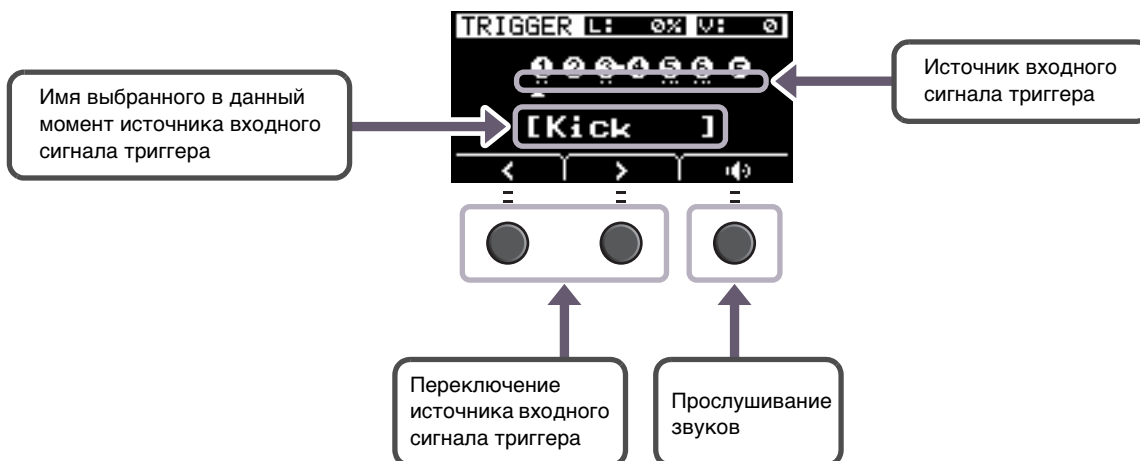 TRIGGER L: 0% V: 0
1 2 3 4 5 6 S
[Kick ]
< >
Имя выбранного в данный
момент источника входного
сигнала триггера
Источник входного
сигнала триггера
Переключение
источника входного
сигнала триггера
Прослушивание
звуков